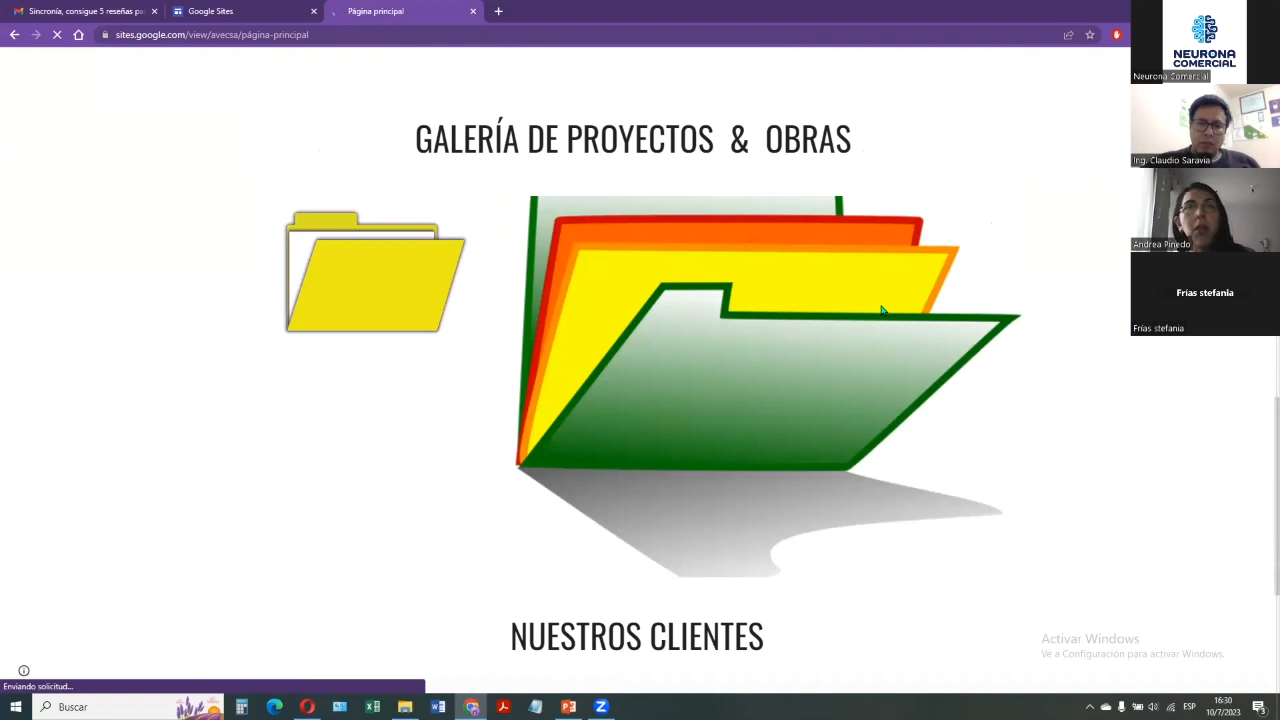 Sincronía, consigue 5 reseñas pa
Google Sites
Página principal
sites.google.com/view/avecsa/página-principal
NEURONA
COMERCIAL
Neurona Comercial
Ing. Claudio Saravia
Andrea Pinedo
Frías stefania
Frías stefania
GALERÍA DE PROYECTOS & OBRAS
NUESTROS CLIENTES
Activar Windows
Ve a Configuración para activar Windows.
Enviando solicitud...
Buscar
ESP
16:30
10/7/2023